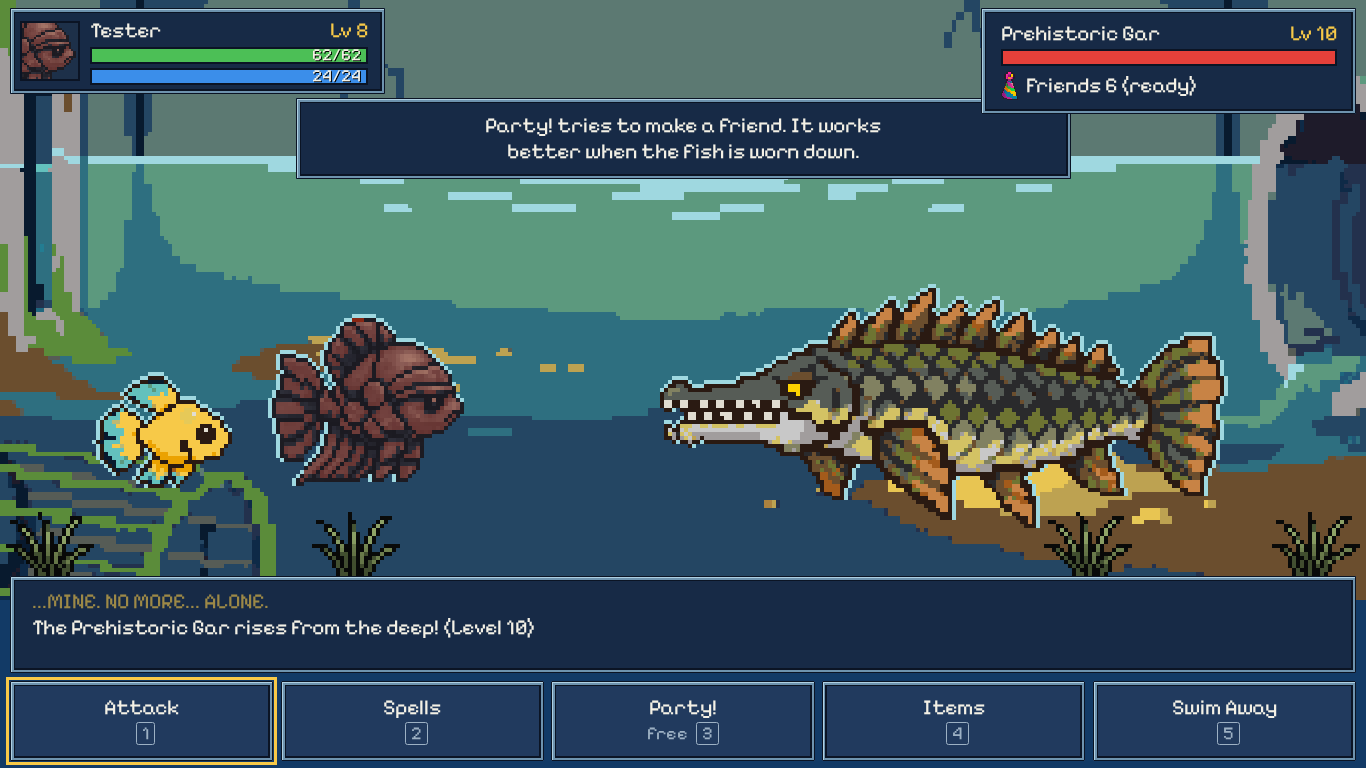 Tester Lv 8
62/62
24/24
Prehistoric Gar Lv 10
Friends 6 (ready)
Party! tries to make a friend. It works
better when the fish is worn down.
...MINE. NO MORE... ALONE.
The Prehistoric Gar rises from the deep! (Level 10)
Attack
1
Spells
2
Party!
free 3
Items
4
Swim Away
5